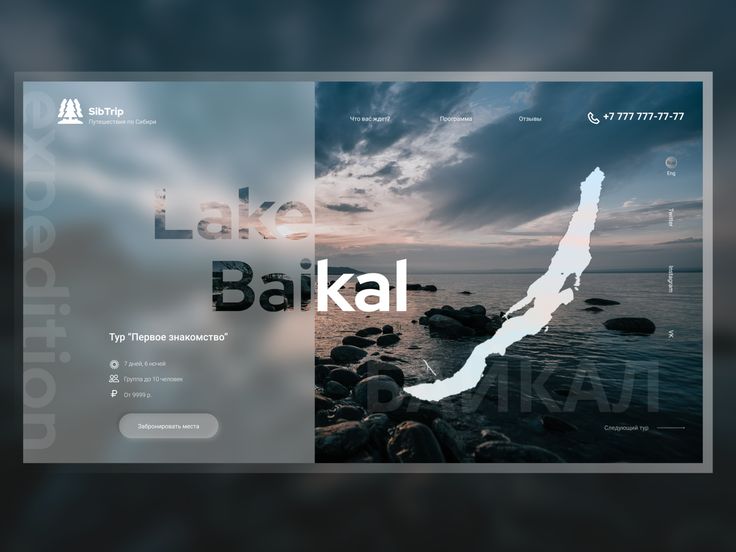 expedition
SibTrip
Путешествия по Сибири
Что вас ждет?
Программа
Отзывы
+7 777 777-77-77
Eng
Twitter
Instagram
VK
Lake
Baikal
БАЙКАЛ
Тур “Первое знакомство”
7 дней, 6 ночей
Группа до 10 человек
От 9999 р.
Забронировать места
Следующий тур